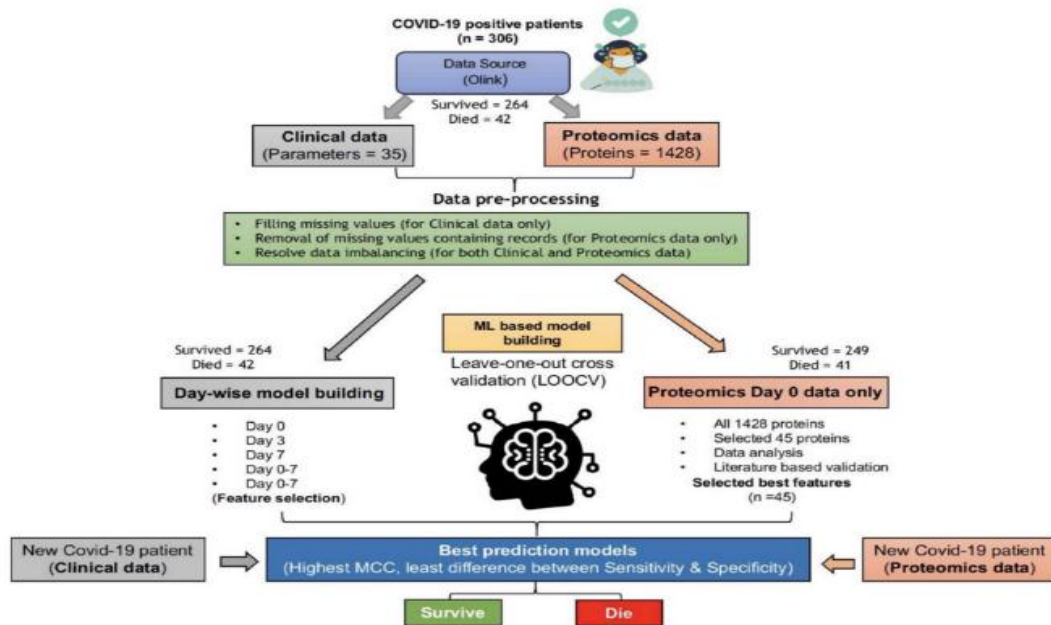 COVID-19 positive patients
(n = 306)
Data Source
(Olink)
Survived = 264
Died = 42
Clinical data
(Parameters = 35)
Proteomics data
(Proteins = 1428)
Data pre-processing
• Filling missing values (for Clinical data only)
• Removal of missing values containing records (for Proteomics data only)
• Resolve data imbalancing (for both Clinical and Proteomics data)
ML based model
building
Leave-one-out cross
validation (LOOCV)
Survived = 264
Died = 42
Day-wise model building
• Day 0
• Day 3
• Day 7
• Day 0-7
• Day 0-7
(Feature selection)
Survived = 249
Died = 41
Proteomics Day 0 data only
• All 1428 proteins
• Selected 45 proteins
• Data analysis
• Literature based validation
Selected best features
(n =45)
New Covid-19 patient
(Clinical data)
Best prediction models
(Highest MCC, least difference between Sensitivity & Specificity)
New Covid-19 patient
(Proteomics data)
Survive
Die